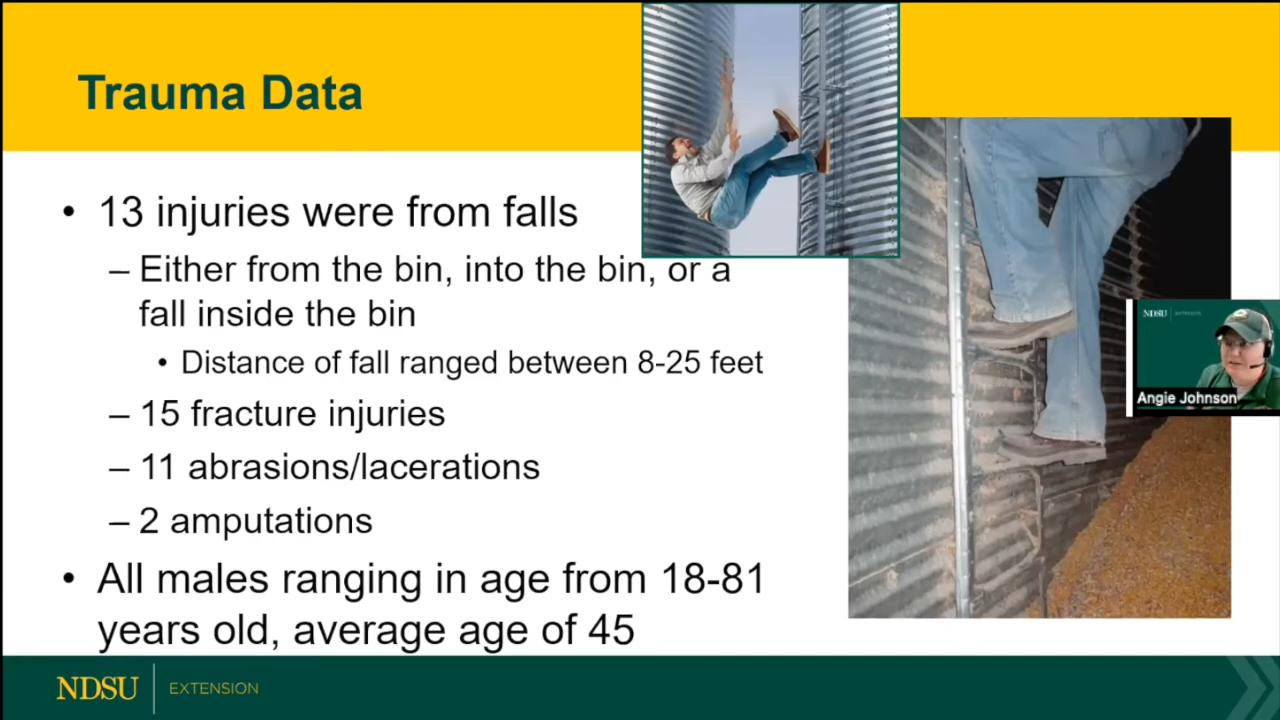 Trauma Data
• 13 injuries were from falls
– Either from the bin, into the bin, or a
fall inside the bin
• Distance of fall ranged between 8-25 feet
– 15 fracture injuries
– 11 abrasions/lacerations
– 2 amputations
• All males ranging in age from 18-81
years old, average age of 45
NDSU EXTENSION
Angie Johnson
NDSU EXTENSION